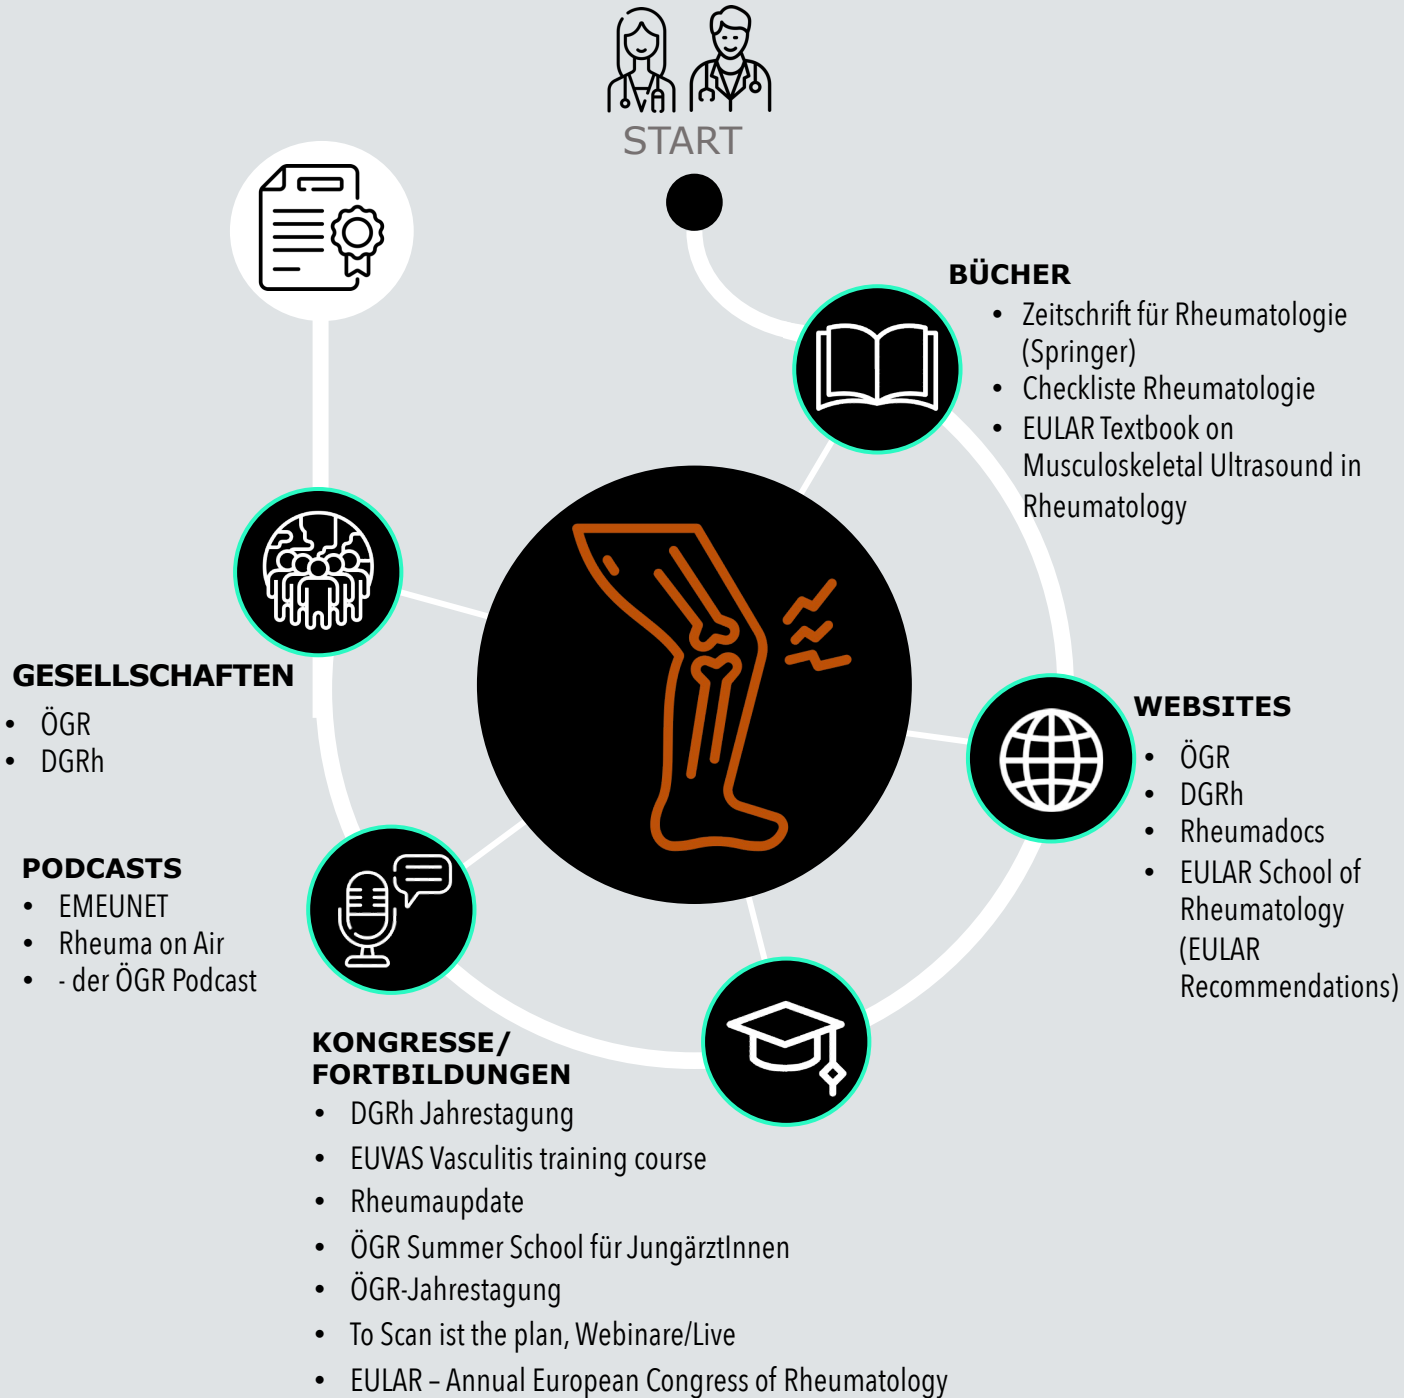 START
BÜCHER
• Zeitschrift für Rheumatologie
(Springer)
• Checkliste Rheumatologie
• EULAR Textbook on
Musculoskeletal Ultrasound in
Rheumatology
WEBSITES
• ÖGR
• DGRh
• Rheumadocs
• EULAR School of
Rheumatology
(EULAR
Recommendations)
KONGRESSE/
FORTBILDUNGEN
• DGRh Jahrestagung
• EUVAS Vasculitis training course
• Rheumaupdate
• ÖGR Summer School für JungärztInnen
• ÖGR-Jahrestagung
• To Scan ist the plan, Webinare/Live
• EULAR – Annual European Congress of Rheumatology
PODCASTS
• EMEUNET
• Rheuma on Air
• - der ÖGR Podcast
GESELLSCHAFTEN
• ÖGR
• DGRh